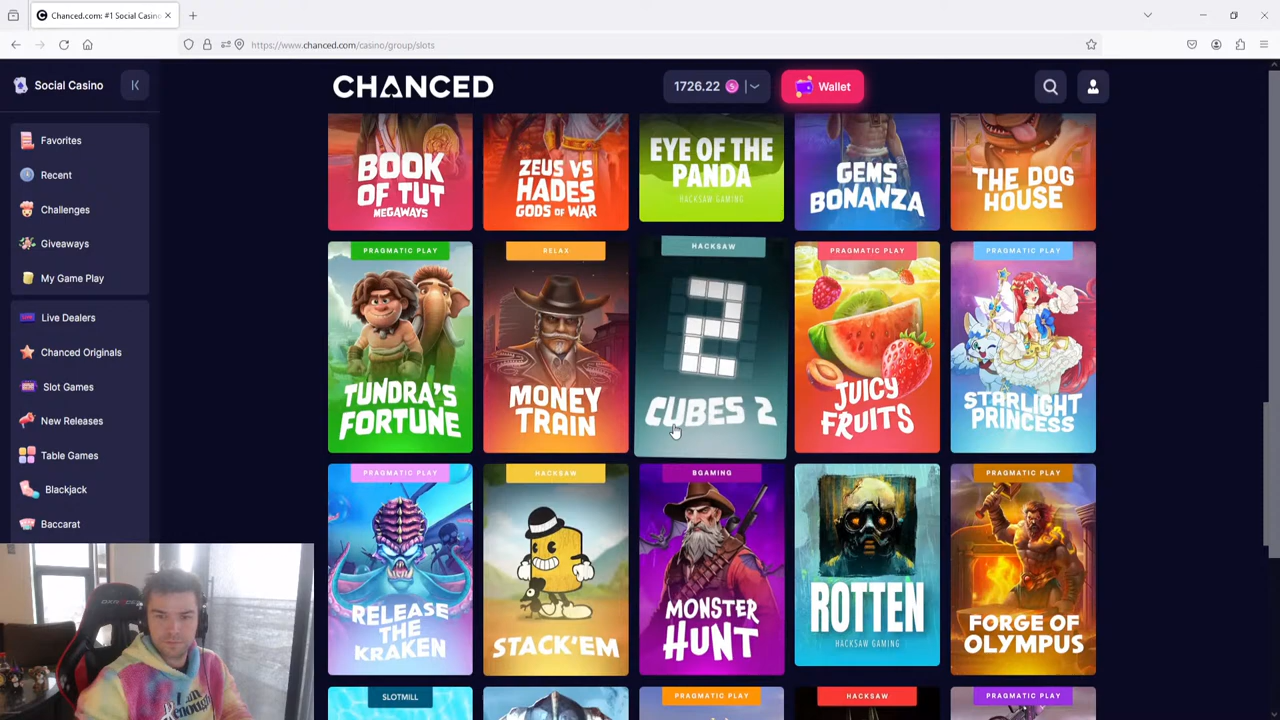 Chanced.com: #1 Social Casino
https://www.chanced.com/casino/group/slots
Social Casino
CHANCED
1726.22
Wallet
Favorites
Recent
Challenges
Giveaways
My Game Play
Live Dealers
Chanced Originals
Slot Games
New Releases
Table Games
Blackjack
Baccarat
BOOK
OF TUT
MEGAWAYS
ZEUS VS
HADES
GODS OF WAR
EYE OF THE
PANDA
HACKSAW GAMING
GEMS
BONANZA
THE DOG
HOUSE
PRAGMATIC PLAY
TUNDRA'S
FORTUNE
RELAX
MONEY
TRAIN
HACKSAW
2
CUBES 2
PRAGMATIC PLAY
JUICY
FRUITS
PRAGMATIC PLAY
STARLIGHT
PRINCESS
PRAGMATIC PLAY
RELEASE
THE
KRAKEN
HACKSAW
STACK'EM
BGAMING
MONSTER
HUNT
ROTTEN
HACKSAW GAMING
PRAGMATIC PLAY
FORGE OF
OLYMPUS
SLOTMILL
PRAGMATIC PLAY
HACKSAW
PRAGMATIC PLAY